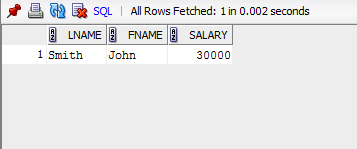 SQL | All Rows Fetched: 1 in 0.002 seconds
LNAME FNAME SALARY
1 Smith John 30000